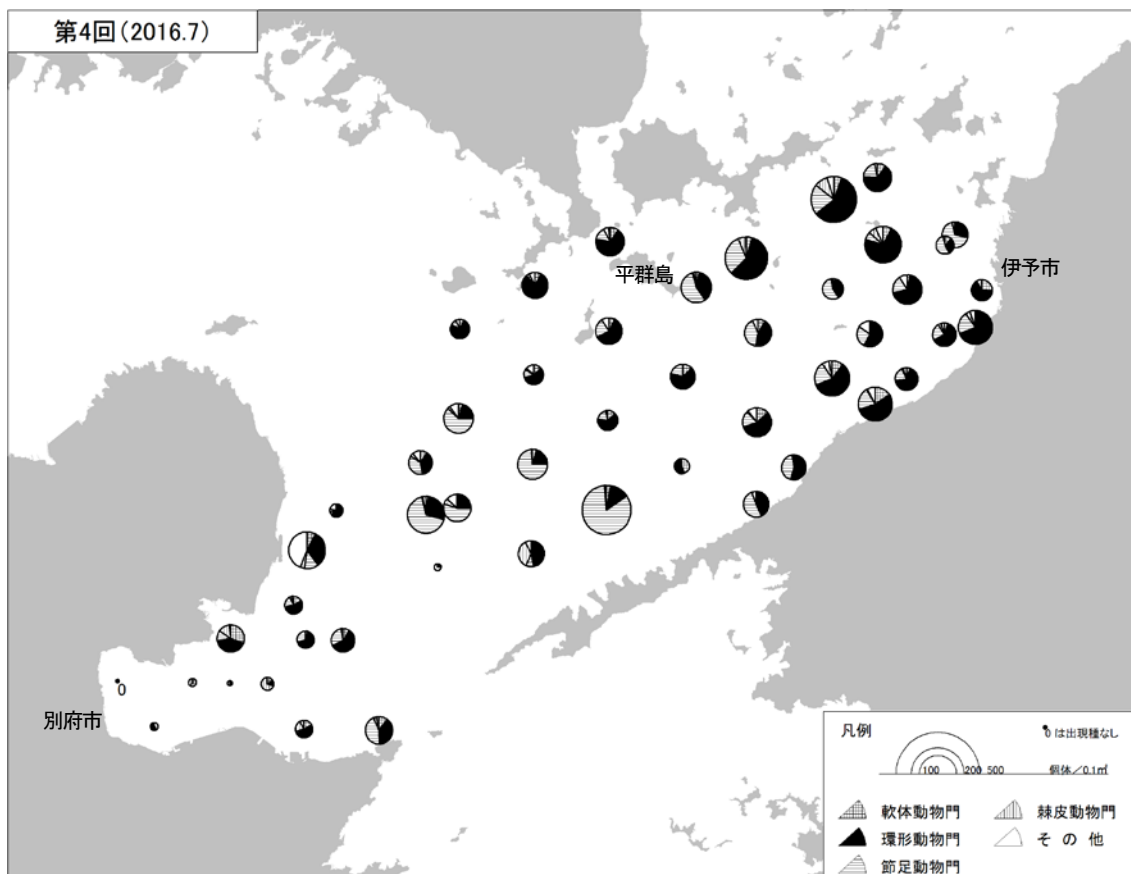 第4回(2016.7)
平群島
伊予市
0
別府市
凡例
0 は出現種なし
100 200 500 個体/0.1㎡
軟体動物門 棘皮動物門
環形動物門 その他
節足動物門